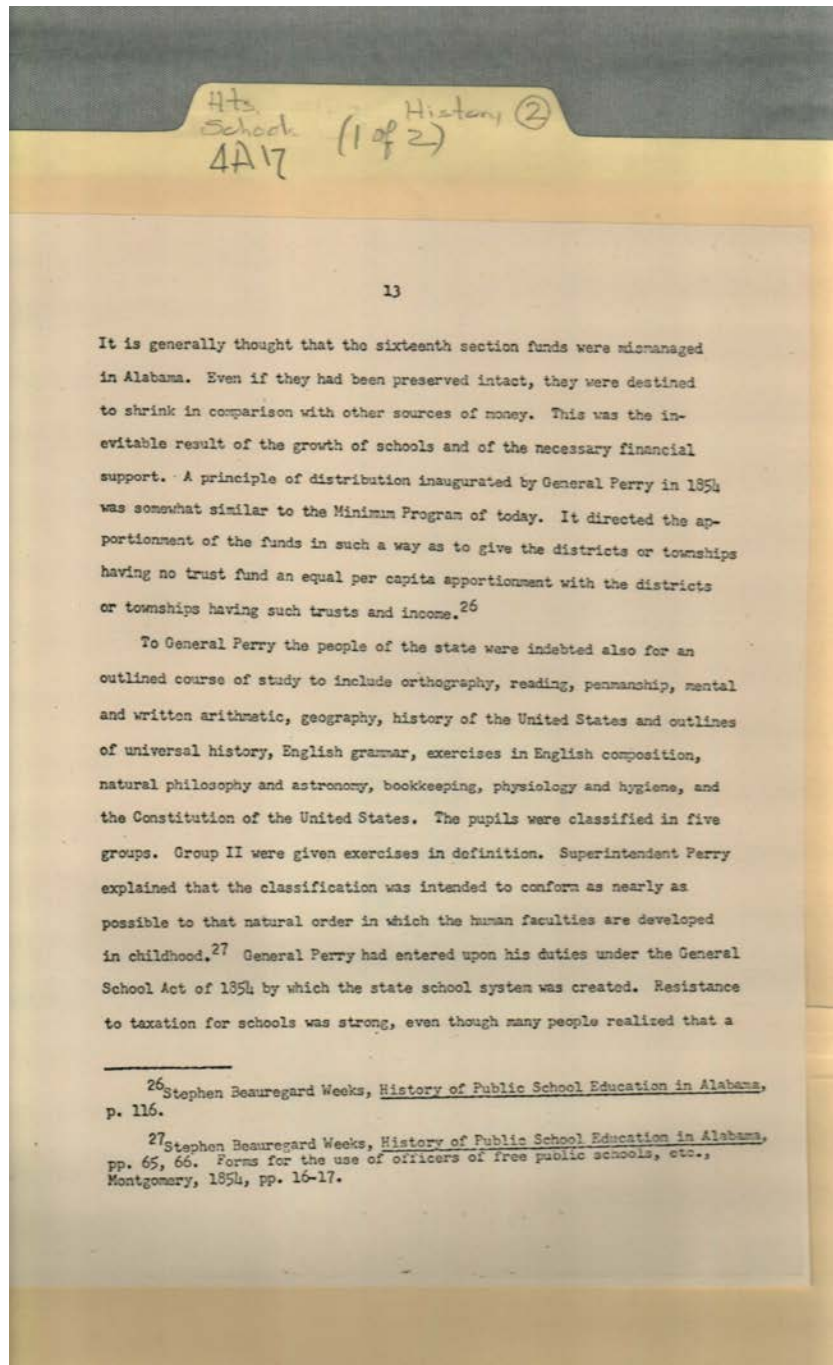 Hts. History ②
School (1 of 2)
4A17
13
It is generally thought that the sixteenth section funds were mismanaged
in Alabama. Even if they had been preserved intact, they were destined
to shrink in comparison with other sources of money. This was the in-
evitable result of the growth of schools and of the necessary financial
support. A principle of distribution inaugurated by General Perry in 1854
was somewhat similar to the Minimum Program of today. It directed the ap-
portionment of the funds in such a way as to give the districts or townships
having no trust fund an equal per capita apportionment with the districts
or townships having such trusts and income.26
To General Perry the people of the state were indebted also for an
outlined course of study to include orthography, reading, penmanship, mental
and written arithmetic, geography, history of the United States and outlines
of universal history, English grammar, exercises in English composition,
natural philosophy and astronomy, bookkeeping, physiology and hygiene, and
the Constitution of the United States. The pupils were classified in five
groups. Group II were given exercises in definition. Superintendent Perry
explained that the classification was intended to conform as nearly as
possible to that natural order in which the human faculties are developed
in childhood.27 General Perry had entered upon his duties under the General
School Act of 1854 by which the state school system was created. Resistance
to taxation for schools was strong, even though many people realized that a
26Stephen Beauregard Weeks, History of Public School Education in Alabama,
p. 116.
27Stephen Beauregard Weeks, History of Public School Education in Alabama,
pp. 65, 66. Forms for the use of officers of free public schools, etc.,
Montgomery, 1854, pp. 16-17.